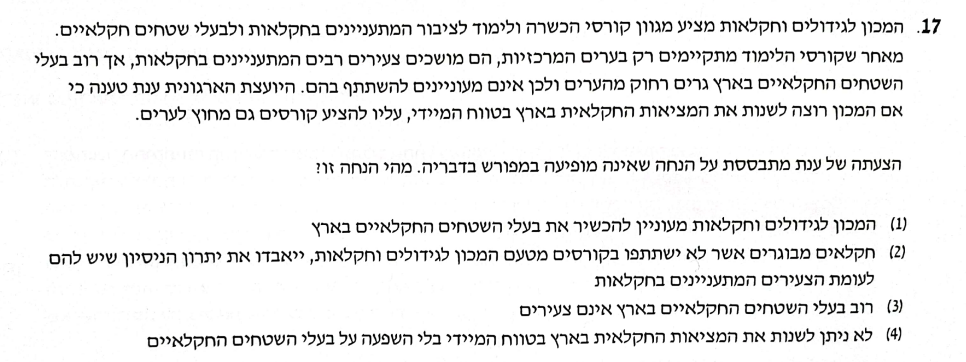 17. המכון לגידולים וחקלאות מציע מגוון קורסי הכשרה ולימוד לציבור המתעניינים בחקלאות ולבעלי שטחים חקלאיים.
מאחר שקורסי הלימוד מתקיימים רק בערים המרכזיות, הם מושכים צעירים רבים המתעניינים בחקלאות, אך רוב בעלי
השטחים החקלאיים בארץ גרים רחוק מהערים ולכן אינם מעוניינים להשתתף בהם. היועצת הארגונית ענת טענה כי
אם המכון רוצה לשנות את המציאות החקלאית בארץ בטווח המיידי, עליו להציע קורסים גם מחוץ לערים.
הצעתה של ענת מתבססת על הנחה שאינה מופיעה במפורש בדבריה. מהי הנחה זו?
(1) המכון לגידולים וחקלאות מעוניין להכשיר את בעלי השטחים החקלאיים בארץ
(2) חקלאים מבוגרים אשר לא ישתתפו בקורסים מטעם המכון לגידולים וחקלאות, ייאבדו את יתרון הניסיון שיש להם
לעומת הצעירים המתעניינים בחקלאות
(3) רוב בעלי השטחים החקלאיים בארץ אינם צעירים
(4) לא ניתן לשנות את המציאות החקלאית בארץ בטווח המיידי בלי השפעה על בעלי השטחים החקלאיים